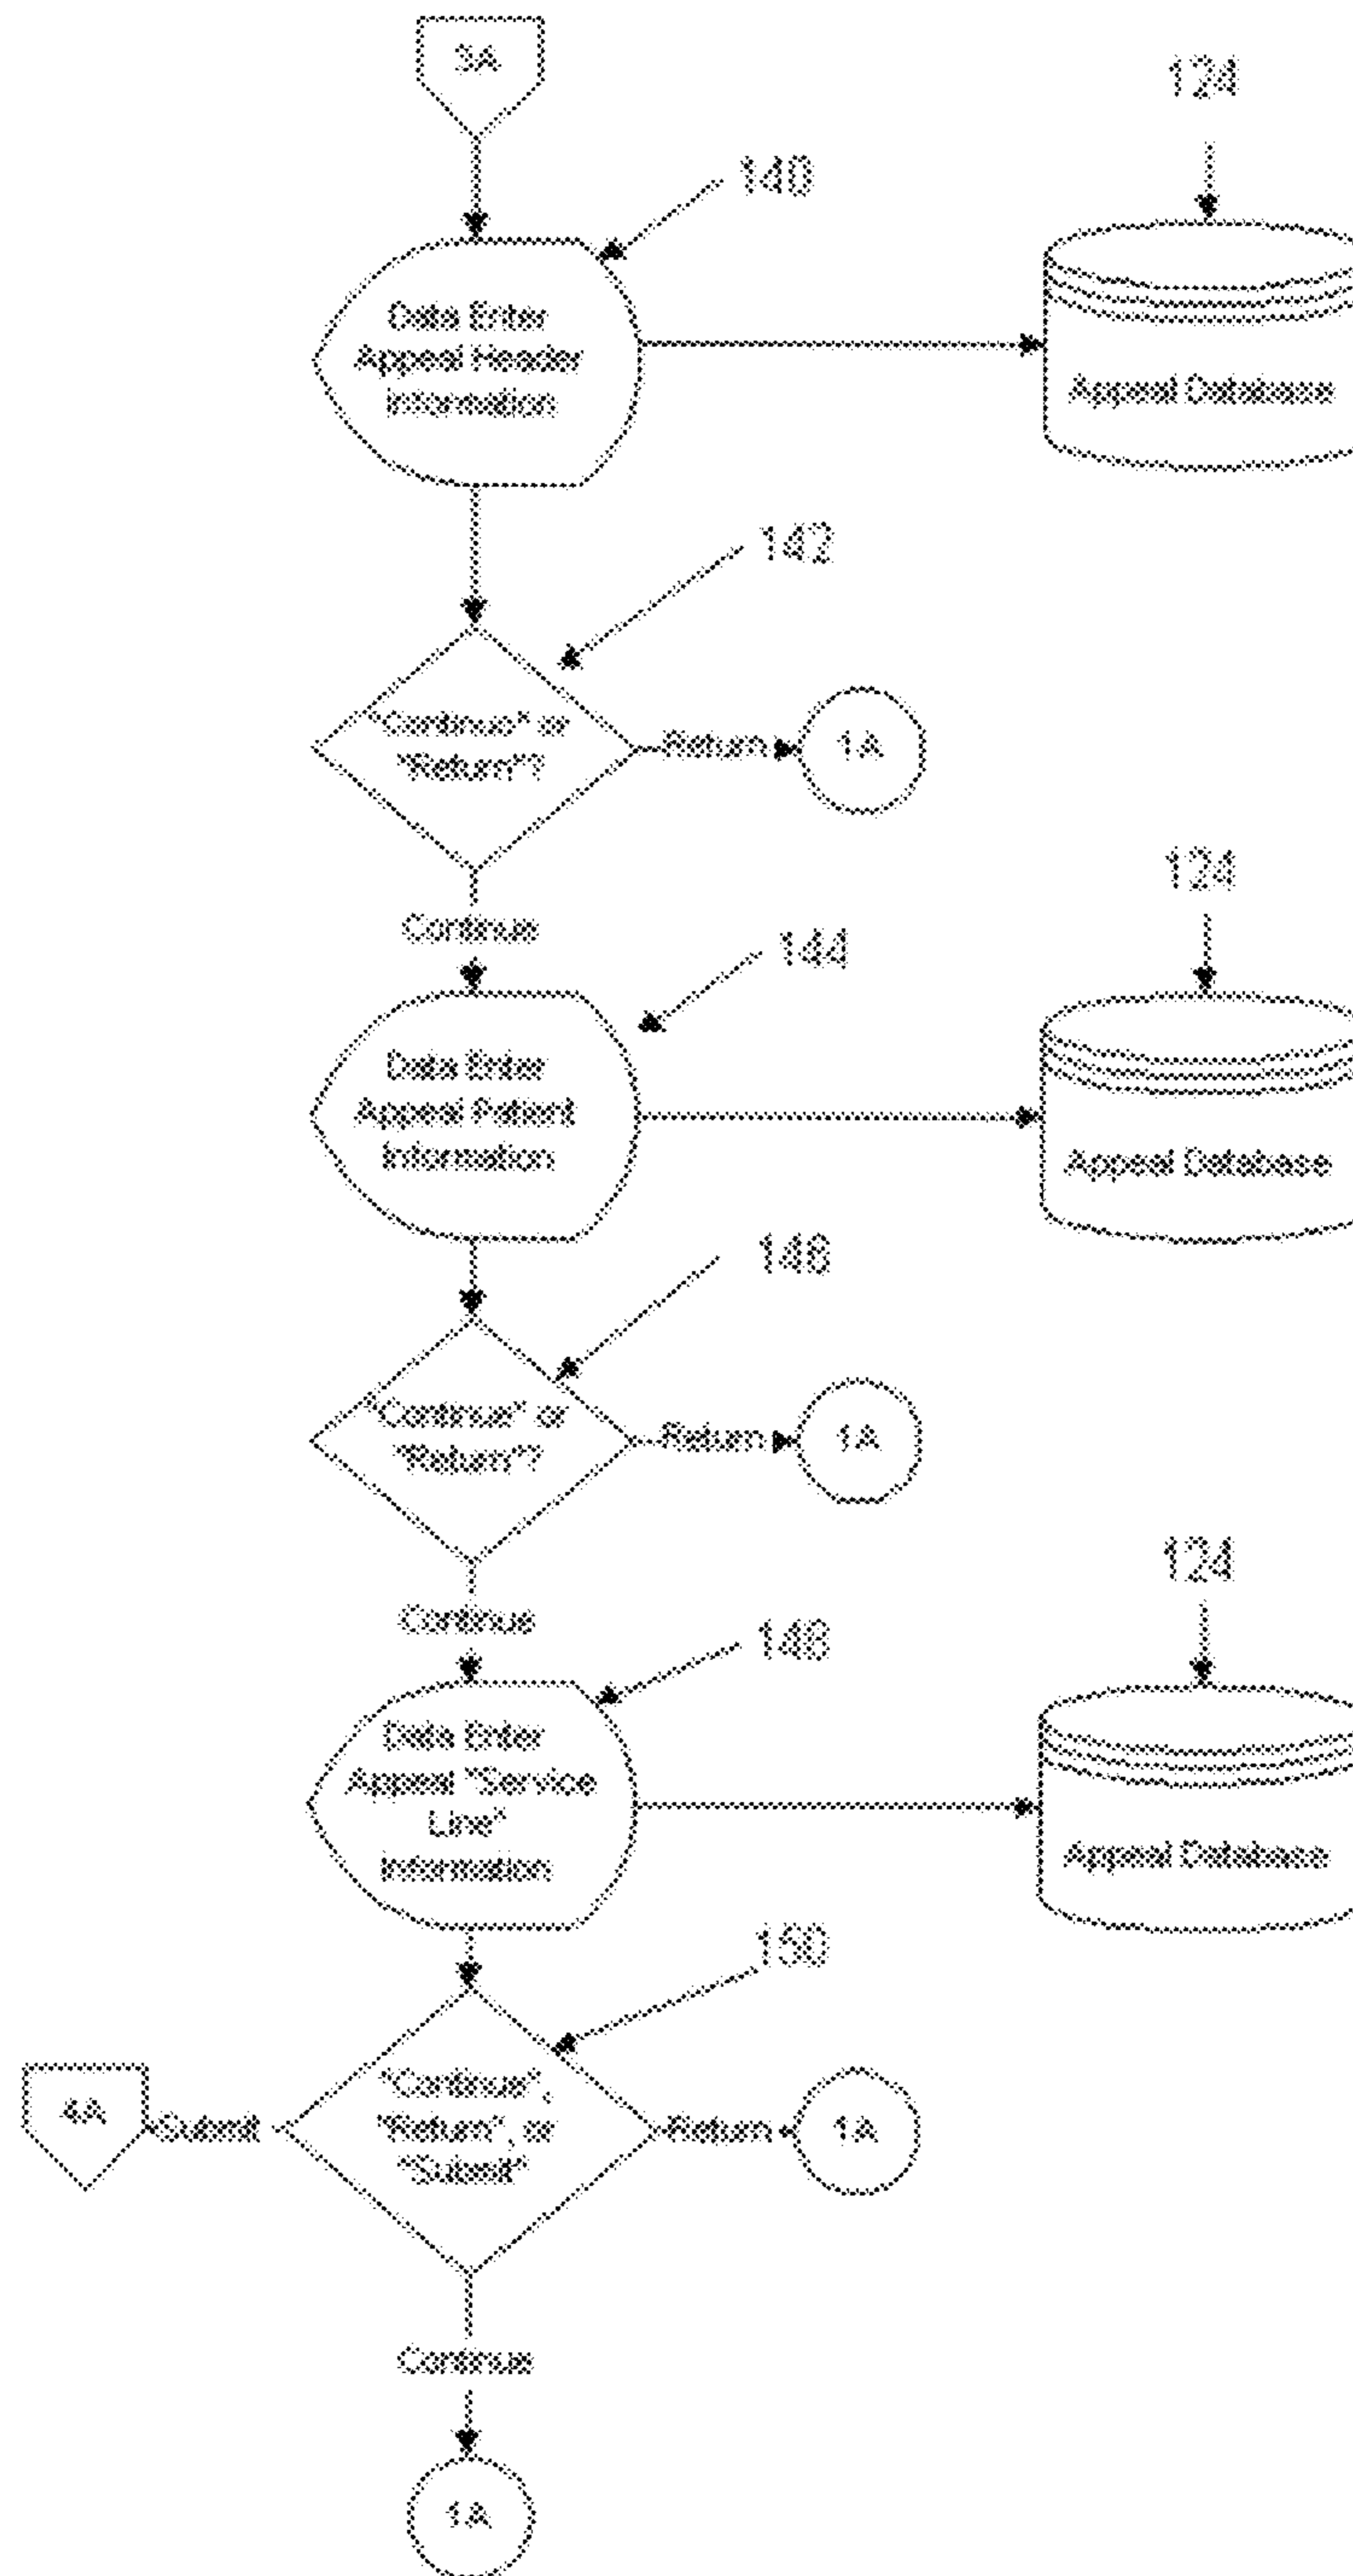 3A
124
140
Data Enter
Appeal Header
Information
Appeal Database
142
"Continue" or
"Return"?
Return
1A
Continue
124
144
Data Enter
Appeal Patient
Information
Appeal Database
146
"Continue" or
"Return"?
Return
1A
Continue
124
148
Data Enter
Appeal "Service
Line"
Information
Appeal Database
150
4A
Submit
"Continue",
"Return", or
"Submit"
Return
1A
Continue
1A